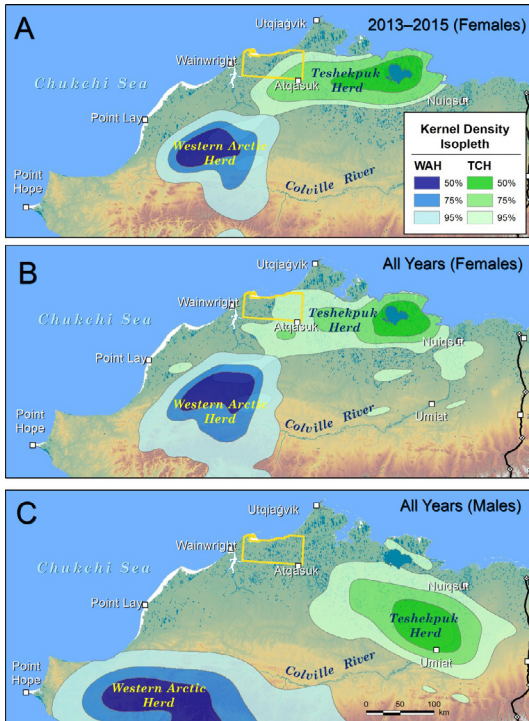 A
2013–2015 (Females)
Utqiaġvik
Wainwright
Chukchi Sea
Teshekpuk
Herd
Atqasuk
Nuiqsut
Point Lay
Western Arctic
Herd
Point
Hope
Colville River
Kernel Density
Isopleth
WAH TCH
50% 50%
75% 75%
95% 95%
B
All Years (Females)
Utqiaġvik
Wainwright
Chukchi Sea
Teshekpuk
Herd
Atqasuk
Nuiqsut
Point Lay
Western Arctic
Herd
Point
Hope
Colville River
Umiat
C
All Years (Males)
Utqiaġvik
Wainwright
Chukchi Sea
Atqasuk
Nuiqsut
Point Lay
Teshekpuk
Herd
Umiat
Point
Hope
Colville River
Western Arctic
Herd
0 50 100
km